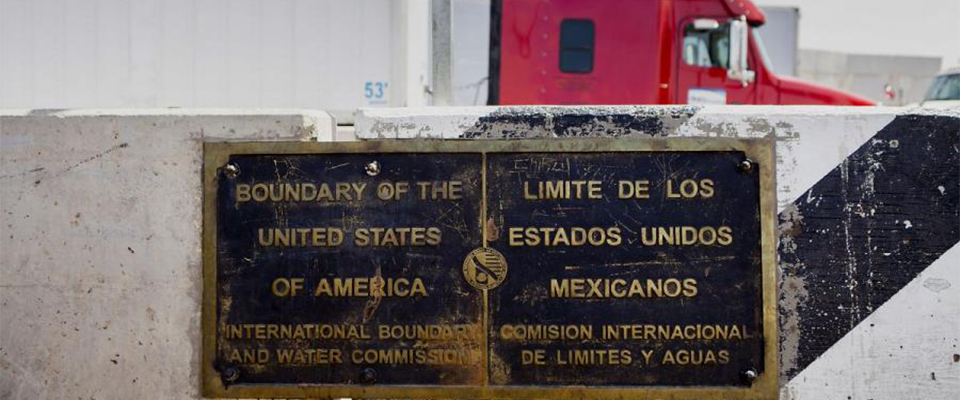 53'
BOUNDARY OF THE
UNITED STATES
OF AMERICA
INTERNATIONAL BOUNDARY
AND WATER COMMISSION
LIMITE DE LOS
ESTADOS UNIDOS
MEXICANOS
COMISION INTERNACIONAL
DE LIMITES Y AGUAS